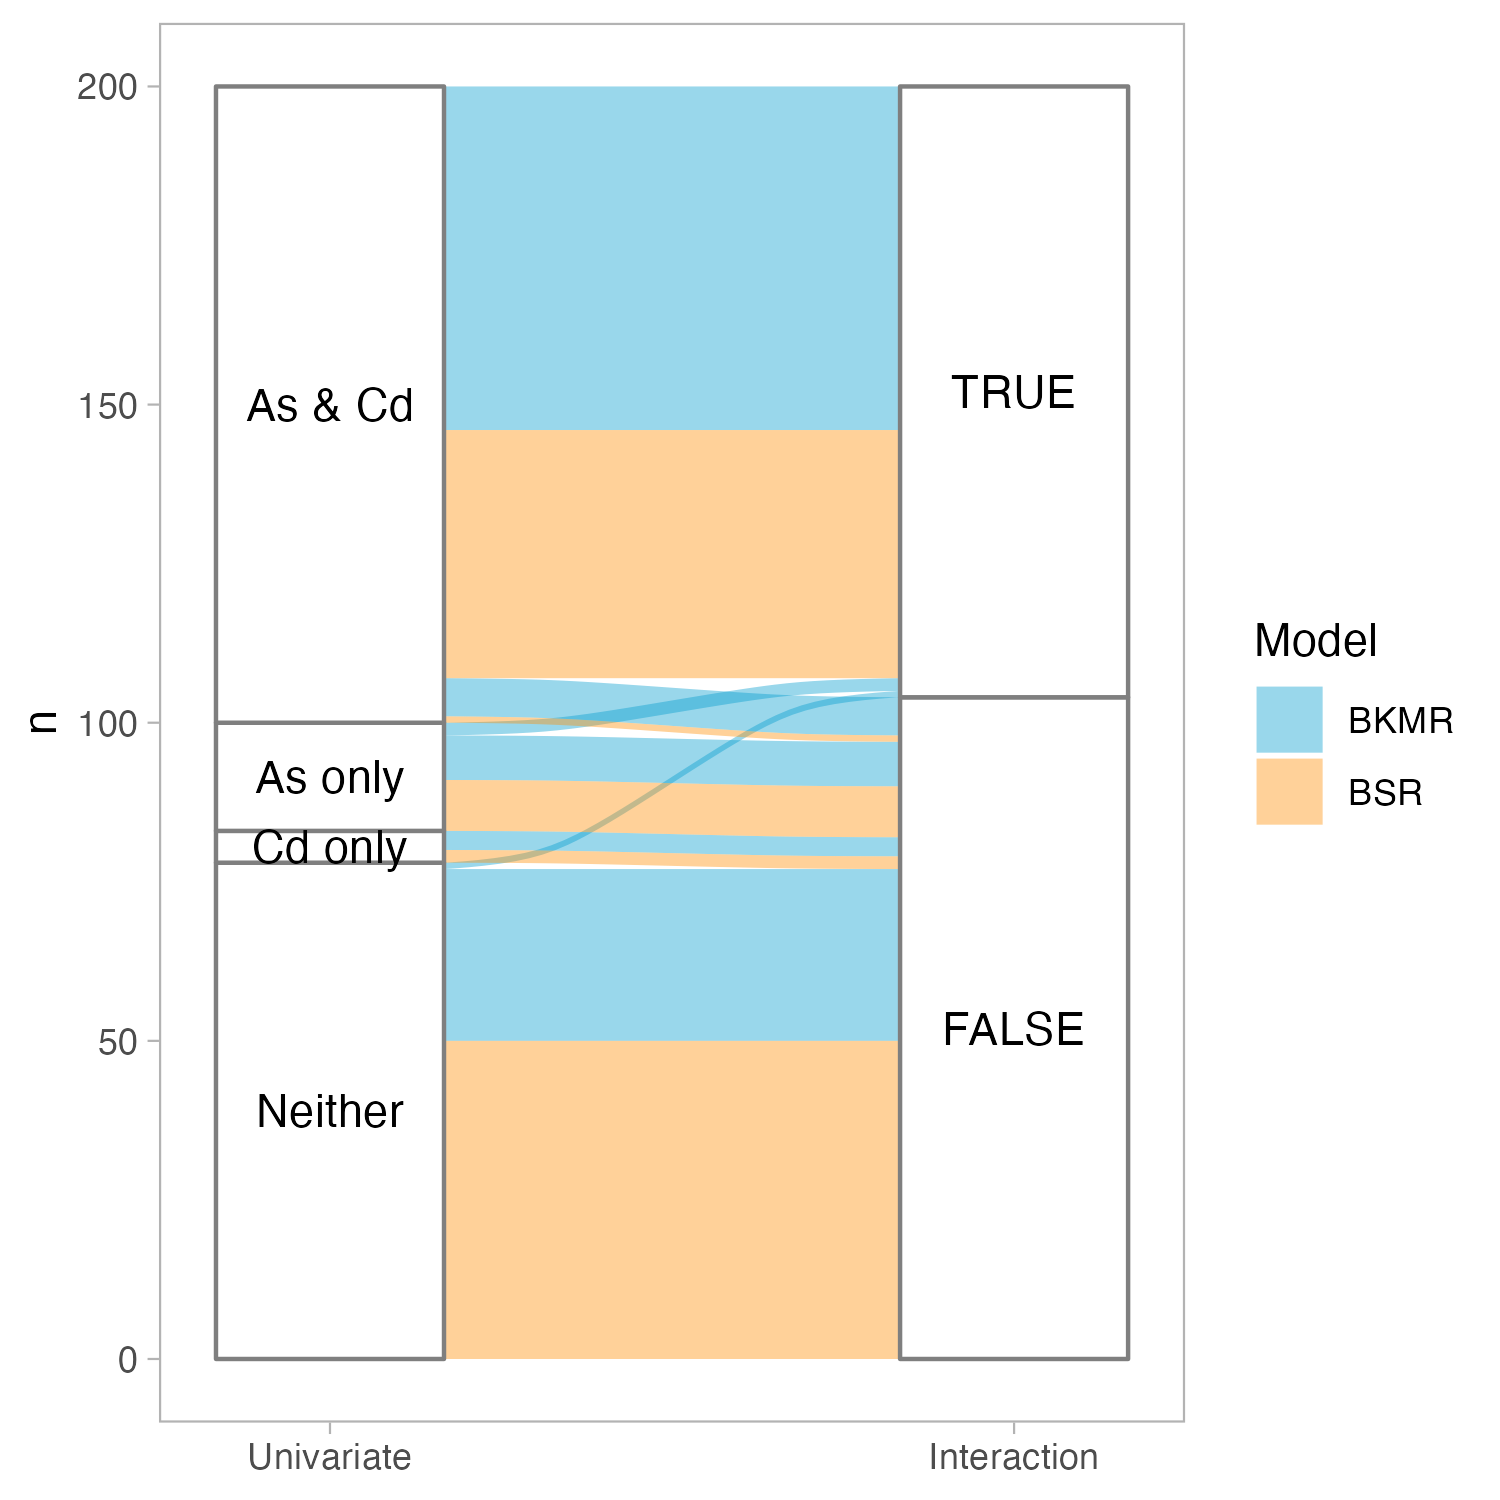 200
150
100
50
0
n
As & Cd
As only
Cd only
Neither
TRUE
FALSE
Univariate
Interaction
Model
BKMR
BSR